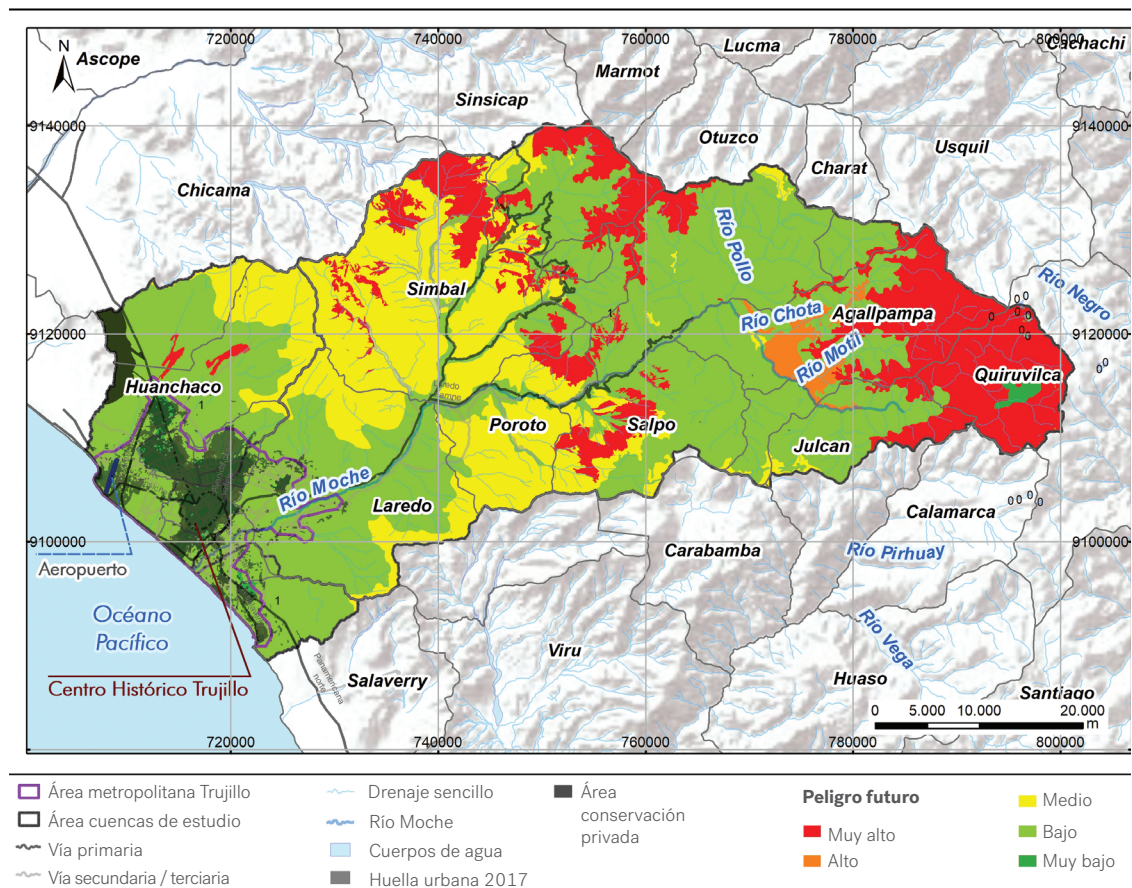 720000 740000 760000 780000 800000
N
Ascope
Lucma
Cachachi
Marmot
Sinsicap
9140000 9140000
Otuzco
Usquil
Charat
Chicama
Río Pollo
Río Negro
Simbal
1
Río Chota
Agallpampa
9120000 9120000
Río Motil
Huanchaco
Quiruvilca
1
Poroto
Salpo
Julcan
Río Moche
Laredo
Calamarca
9100000 9100000
Carabamba
Río Pirhuay
Aeropuerto
1
Océano
Pacífico
Río Vega
Viru
Panamericana
norte
Salaverry
Huaso
Santiago
Centro Histórico Trujillo
0 5.000 10.000 20.000
m
720000 740000 760000 780000 800000
Área metropolitana Trujillo
Área cuencas de estudio
Vía primaria
Vía secundaria / terciaria
Drenaje sencillo
Río Moche
Cuerpos de agua
Huella urbana 2017
Área
conservación
privada
Peligro futuro
Muy alto
Alto
Medio
Bajo
Muy bajo